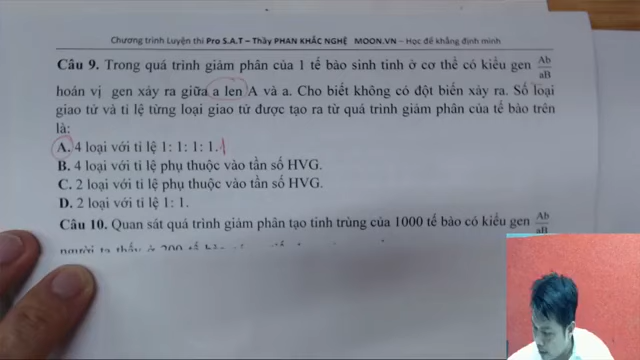 Chương trình Luyện thi Pro S.A.T – Thầy PHAN KHẮC NGHỆ MOON.VN – Học để khẳng định mình
Câu 9. Trong quá trình giảm phân của 1 tế bào sinh tinh ở cơ thể có kiểu gen Ab/aB
hoán vị gen xảy ra giữa a len A và a. Cho biết không có đột biến xảy ra. Số loại
giao tử và tỉ lệ từng loại giao tử được tạo ra từ quá trình giảm phân của tế bào trên
là:
A. 4 loại với tỉ lệ 1: 1: 1: 1.
B. 4 loại với tỉ lệ phụ thuộc vào tần số HVG.
C. 2 loại với tỉ lệ phụ thuộc vào tần số HVG.
D. 2 loại với tỉ lệ 1: 1.
Câu 10. Quan sát quá trình giảm phân tạo tinh trùng của 1000 tế bào có kiểu gen Ab/aB
người ta thấy ở